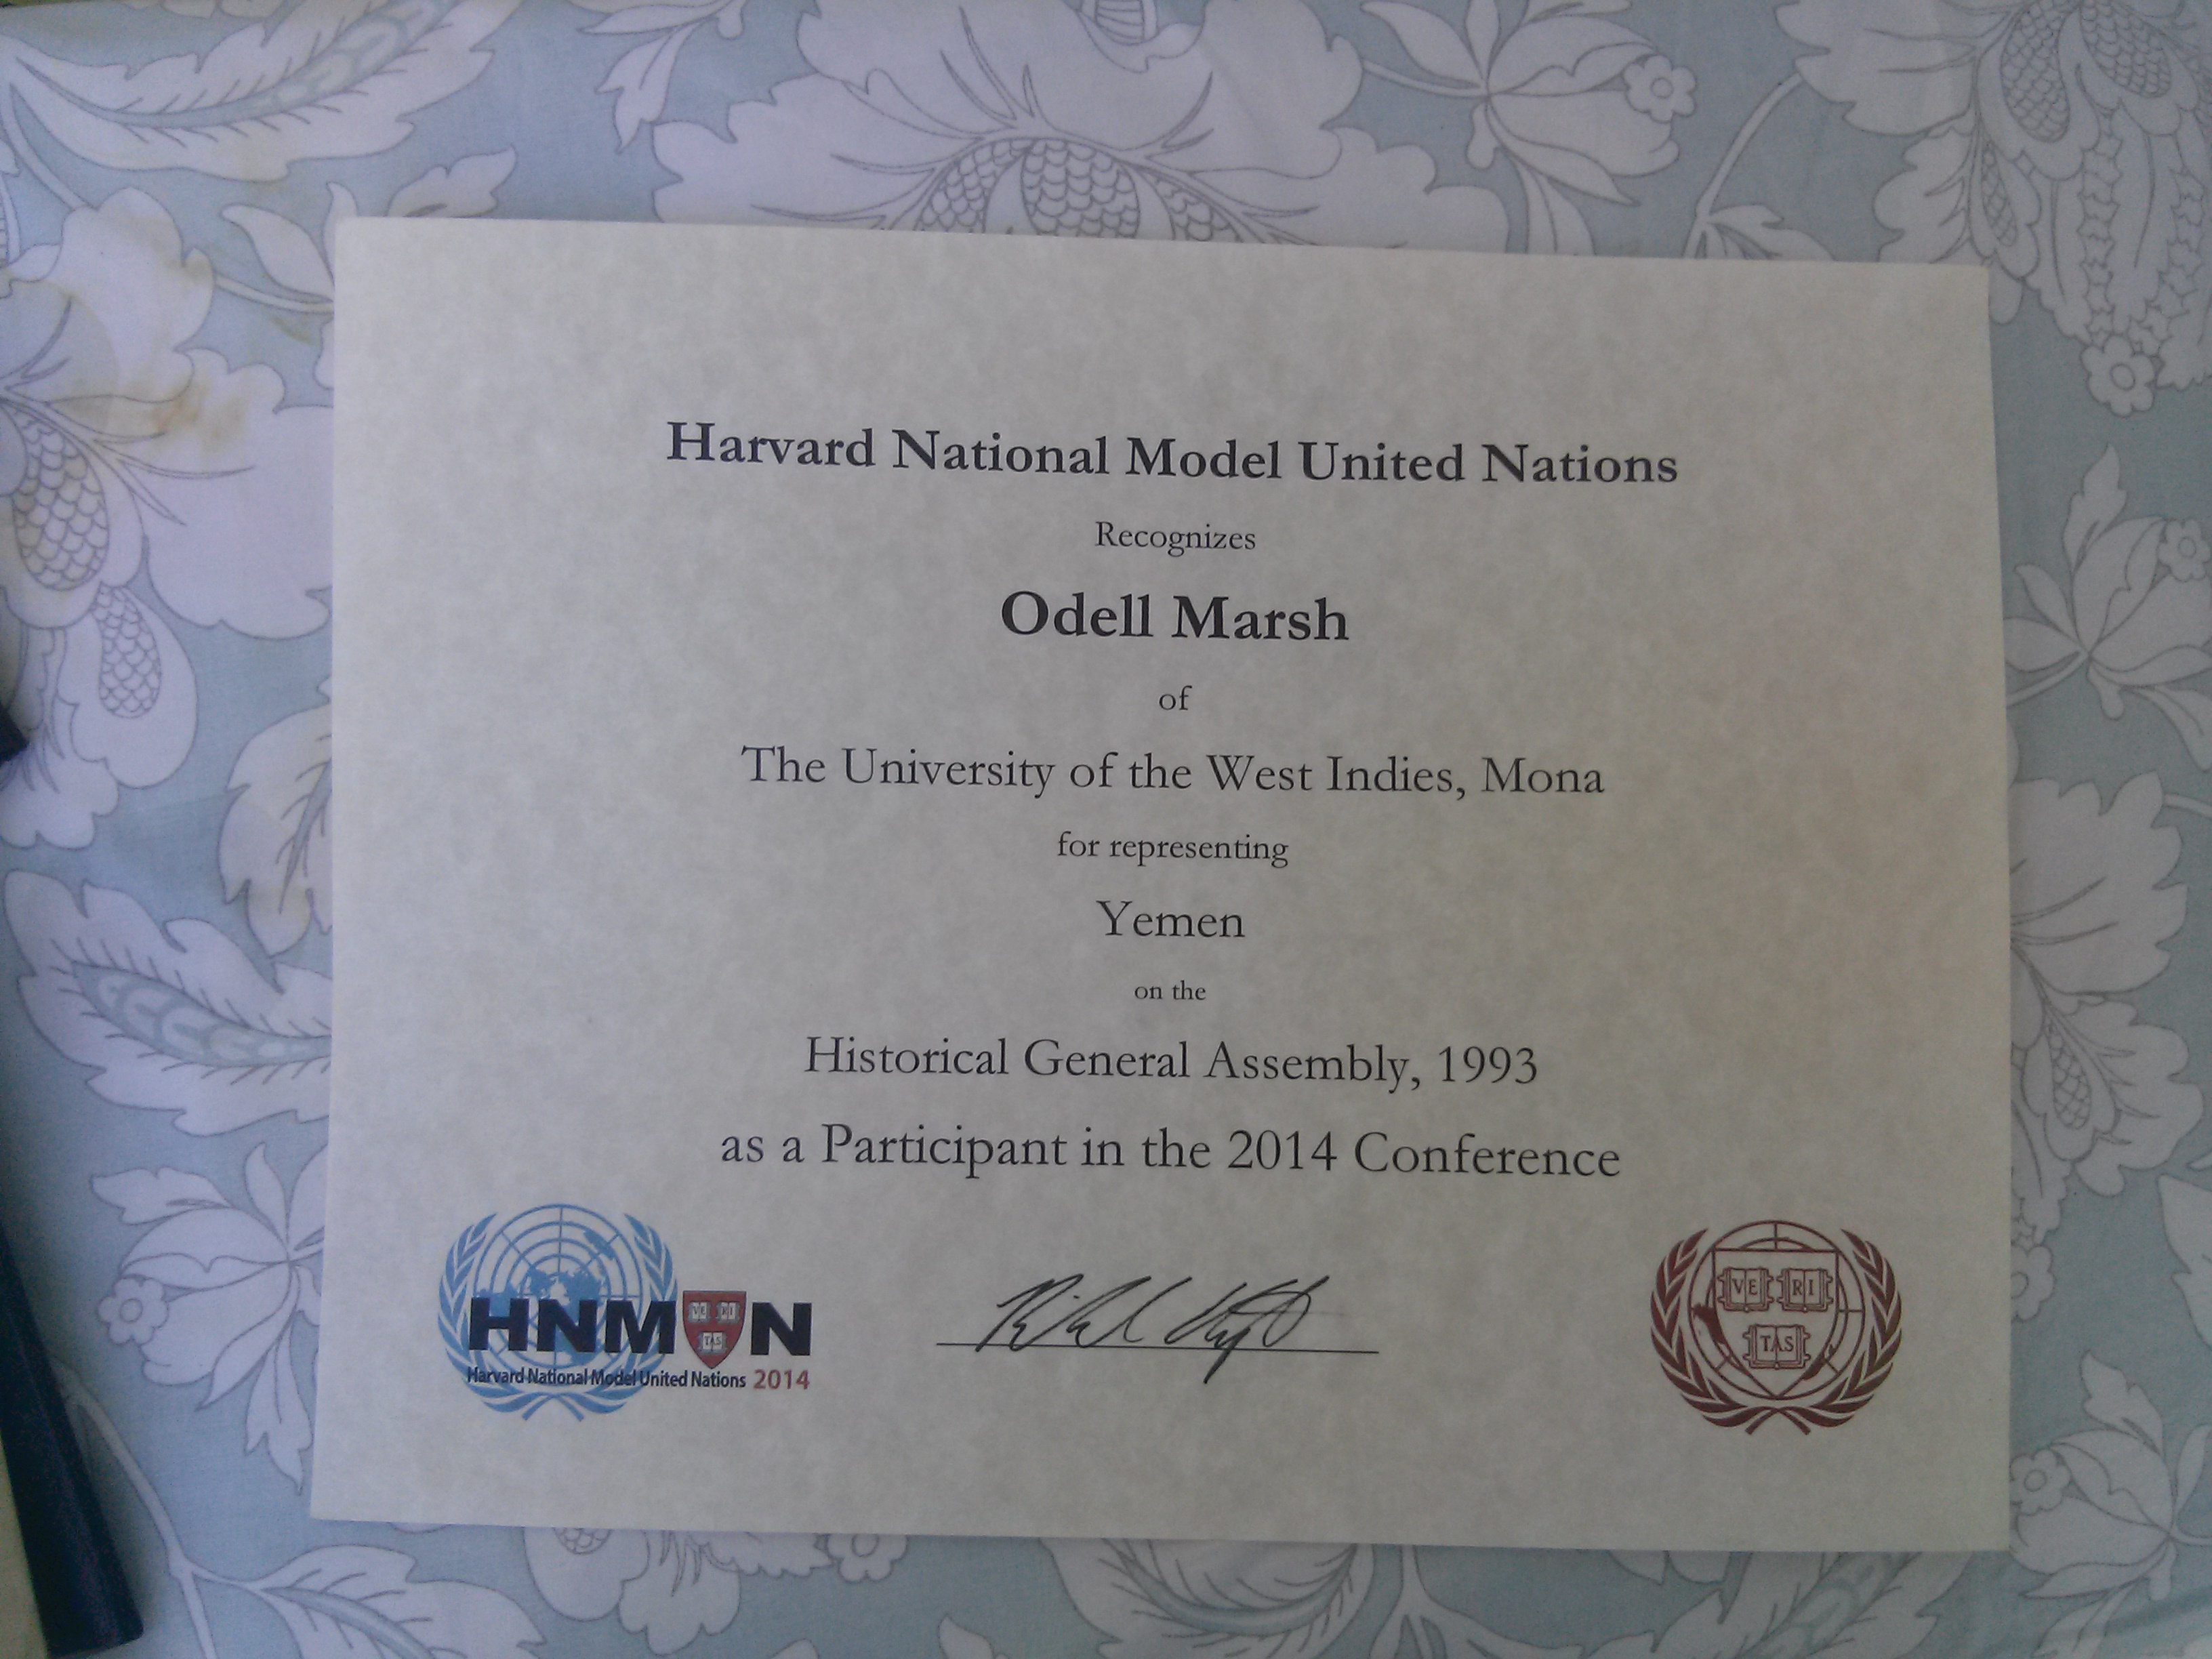 Harvard National Model United Nations
Recognizes
Odell Marsh
of
The University of the West Indies, Mona
for representing
Yemen
on the
Historical General Assembly, 1993
as a Participant in the 2014 Conference
HNMUN
VE RI
TAS
Harvard National Model United Nations 2014
VE RI
TAS